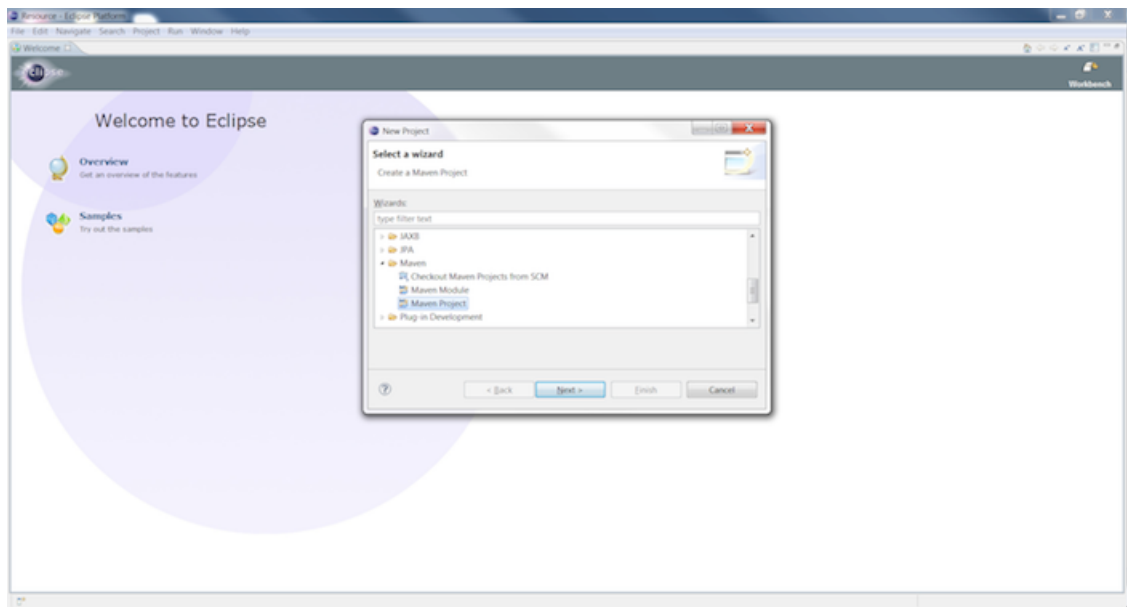 Resource - Eclipse Platform
File Edit Navigate Search Project Run Window Help
Welcome
eclipse
Workbench
Welcome to Eclipse
Overview
Get an overview of the features
Samples
Try out the samples
New Project
Select a wizard
Create a Maven Project
Wizards:
type filter text
JAXB
JPA
Maven
Checkout Maven Projects from SCM
Maven Module
Maven Project
Plug-in Development
< Back Next > Finish Cancel